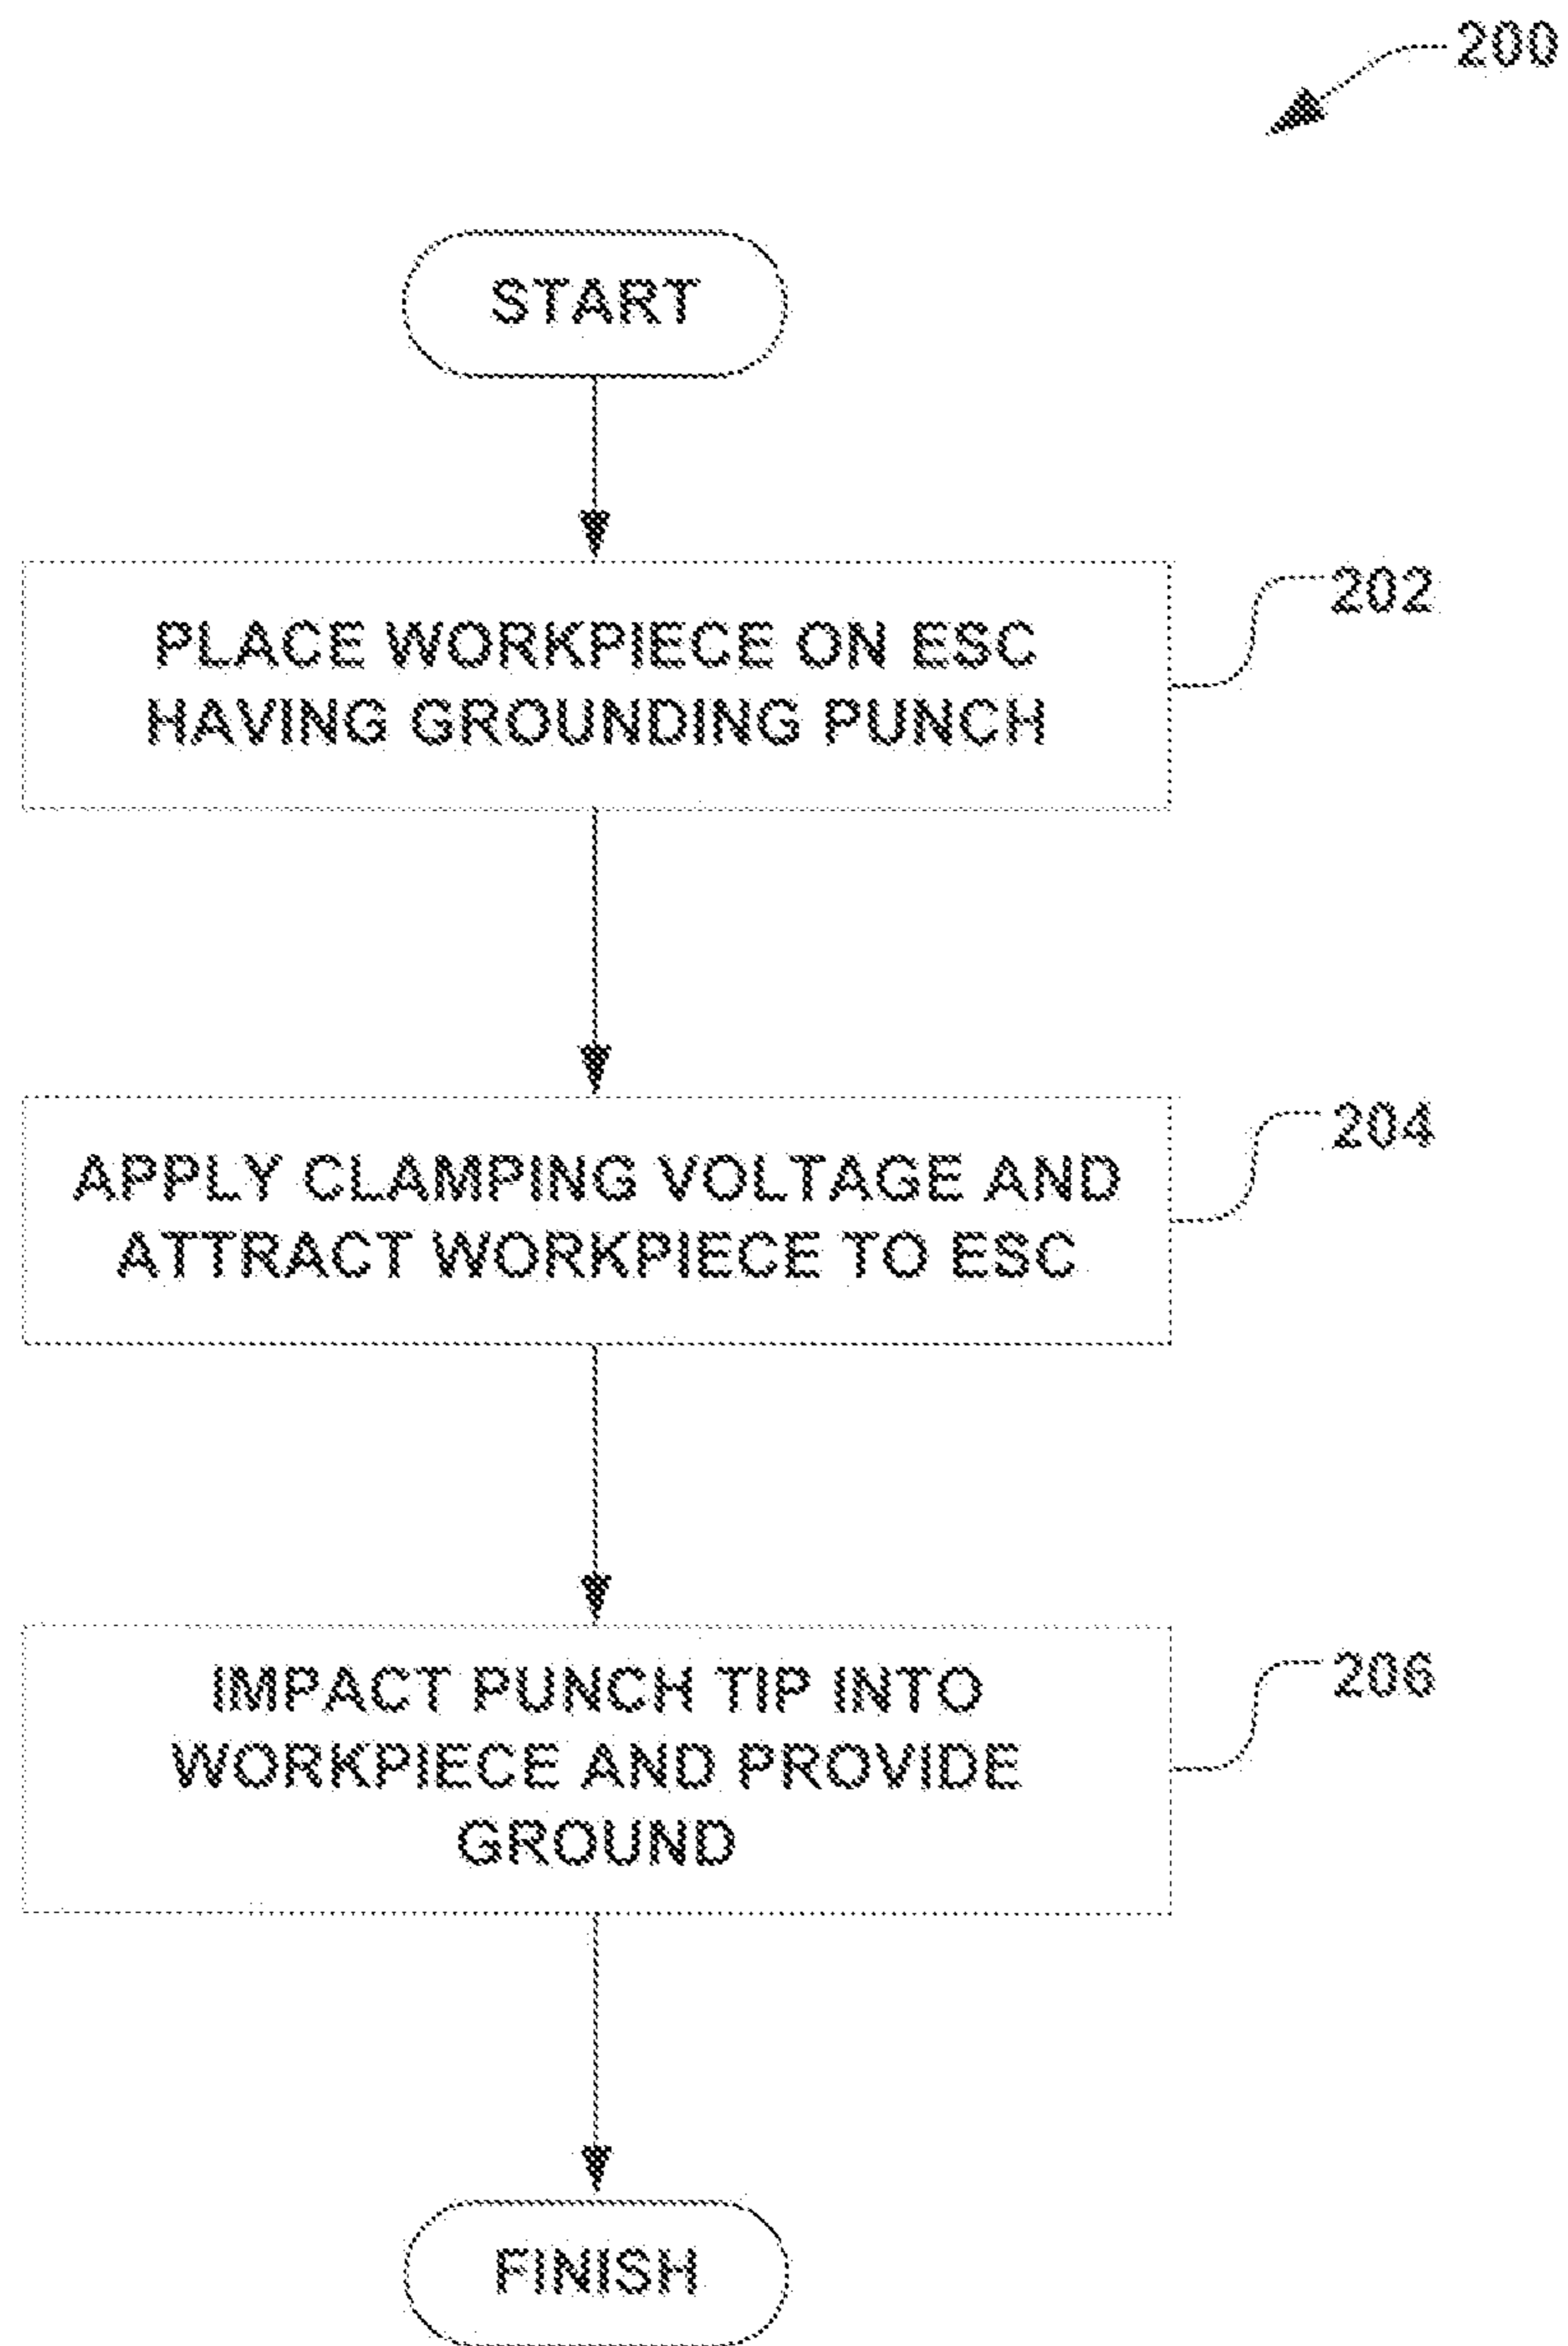 200
START
PLACE WORKPIECE ON ESC
HAVING GROUNDING PUNCH
202
APPLY CLAMPING VOLTAGE AND
ATTRACT WORKPIECE TO ESC
204
IMPACT PUNCH TIP INTO
WORKPIECE AND PROVIDE
GROUND
206
FINISH